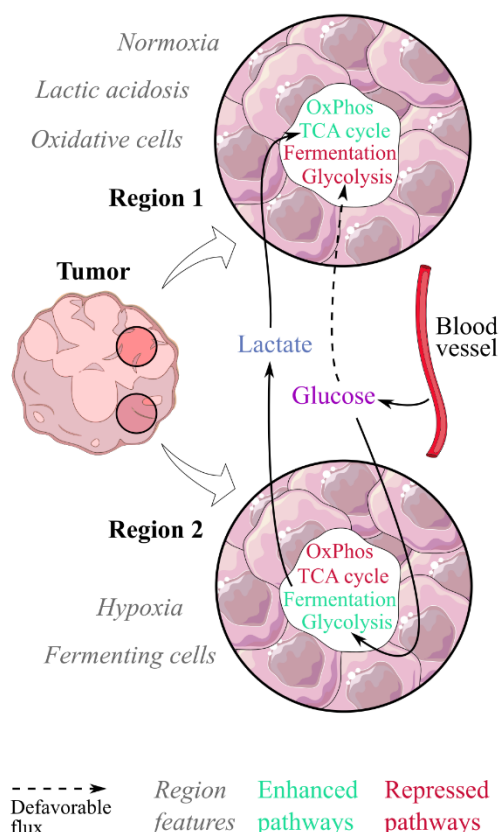 Normoxia
Lactic acidosis
Oxidative cells
Region 1
OxPhos
TCA cycle
Fermentation
Glycolysis
Tumor
Lactate
Glucose
Blood
vessel
Region 2
Hypoxia
Fermenting cells
OxPhos
TCA cycle
Fermentation
Glycolysis
Defavorable
flux
Region
features
Enhanced
pathways
Repressed
pathways